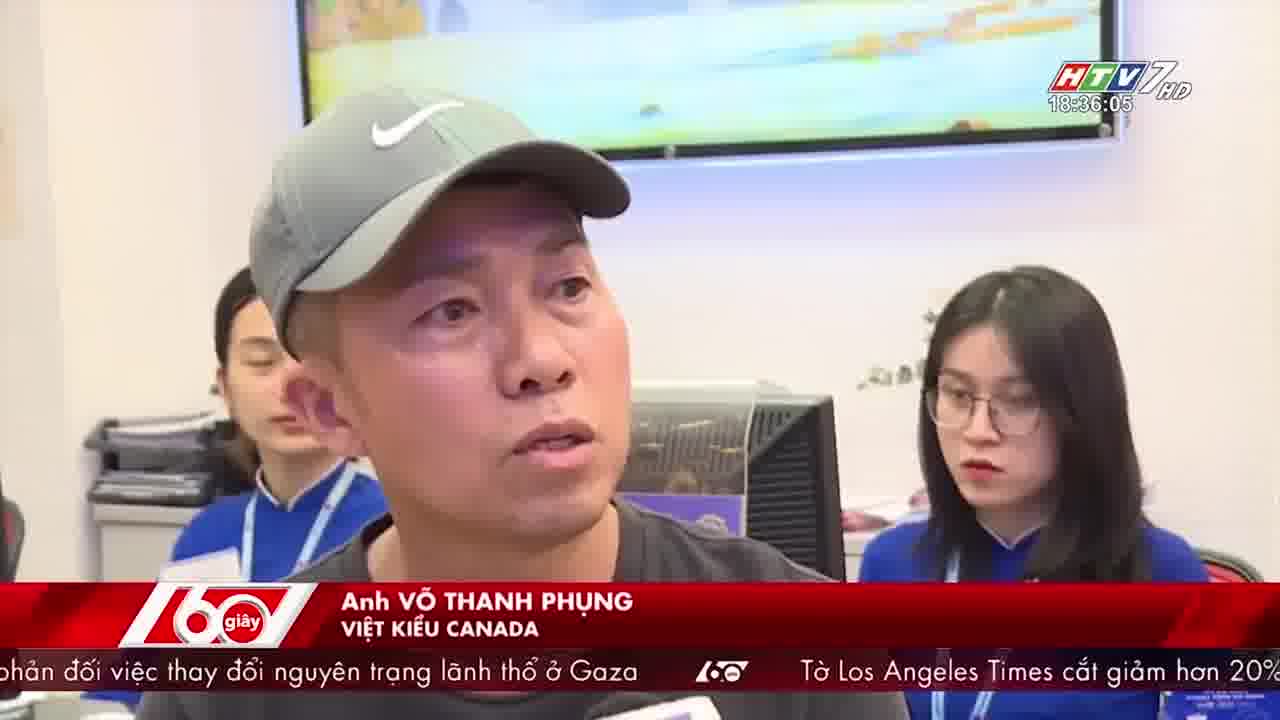 HTV7 HD
18:36:05
60 giây
Anh VÕ THANH PHỤNG
VIỆT KIỀU CANADA
phản đối việc thay đổi nguyên trạng lãnh thổ ở Gaza 60 giây Tờ Los Angeles Times cắt giảm hơn 20%